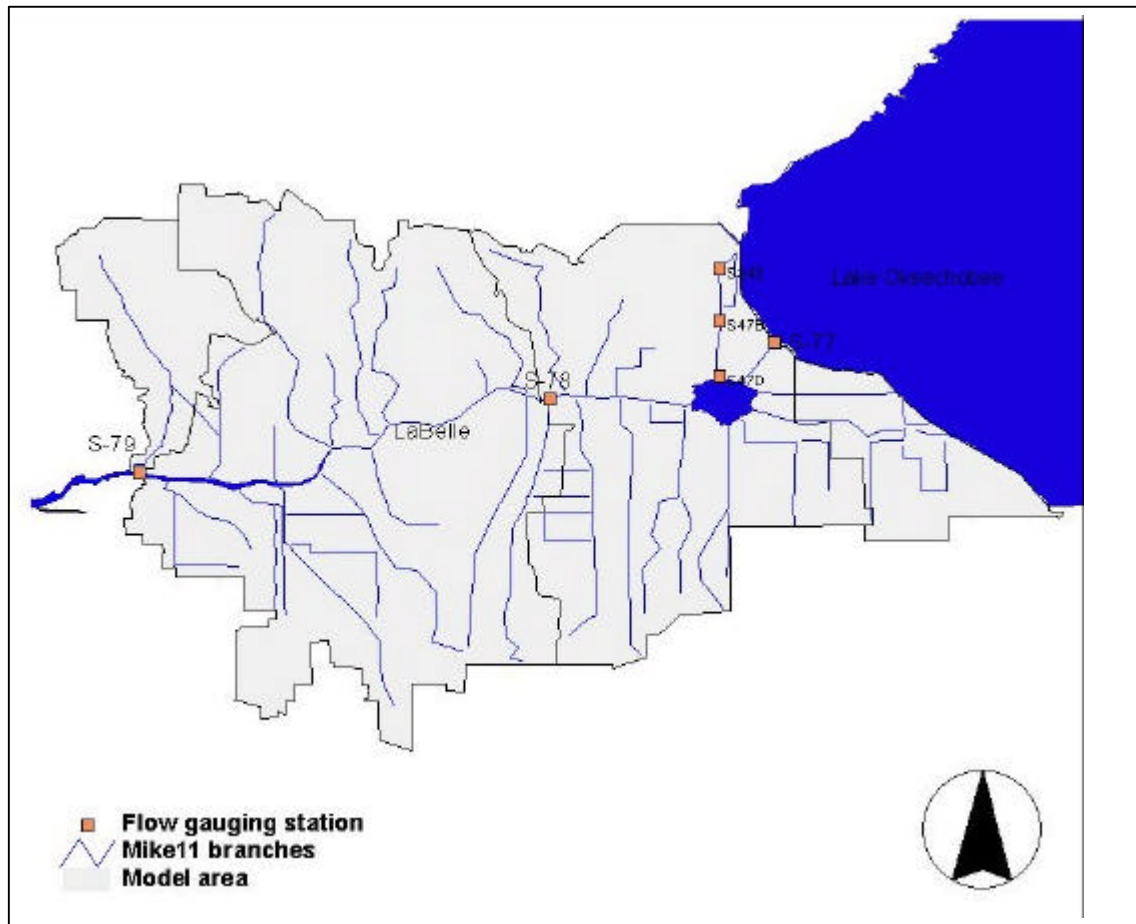 Lake Okeechobee
S47B
S-77
S47D
S-78
LaBelle
S-79
Flow gauging station
Mike11 branches
Model area